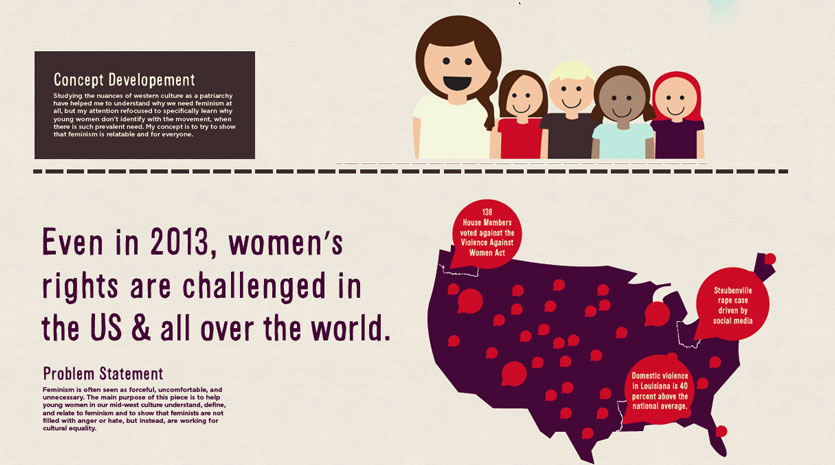 Concept Developement
Studying the nuances of western culture as a patriarchy
have helped me to understand why we need feminism at
all, but my attention refocused to specifically learn why
young women don't identify with the movement, when
there is such prevalent need. My concept is to try to show
that feminism is relatable and for everyone.
Even in 2013, women's
rights are challenged in
the US & all over the world.
Problem Statement
Feminism is often seen as forceful, uncomfortable, and
unnecessary. The main purpose of this piece is to help
young women in our mid-west culture understand, define,
and relate to feminism and to show that feminists are not
filled with anger or hate, but instead, are working for
cultural equality.
138
House Members
voted against the
Violence Against
Women Act
Steubenville
rape case
driven by
social media
Domestic violence
in Louisiana is 40
percent above the
national average.